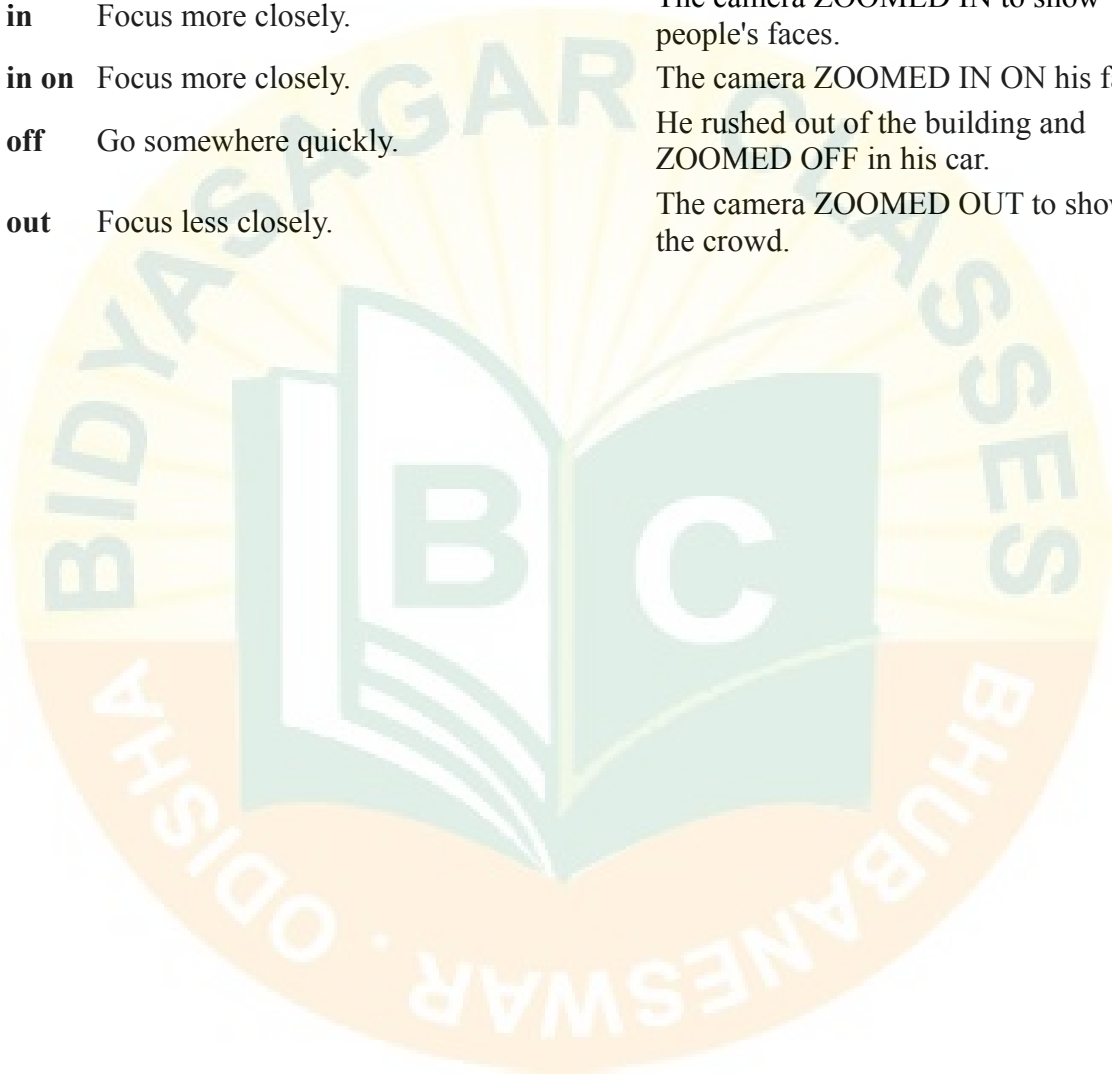 in Focus more closely. The camera ZOOMED IN to show
people's faces.
in on Focus more closely. The camera ZOOMED IN ON his
off Go somewhere quickly. He rushed out of the building and
ZOOMED OFF in his car.
out Focus less closely. The camera ZOOMED OUT to
the crowd.
BIDYASAGAR CLASSES
B C
BHUBANESWAR . ODISHA